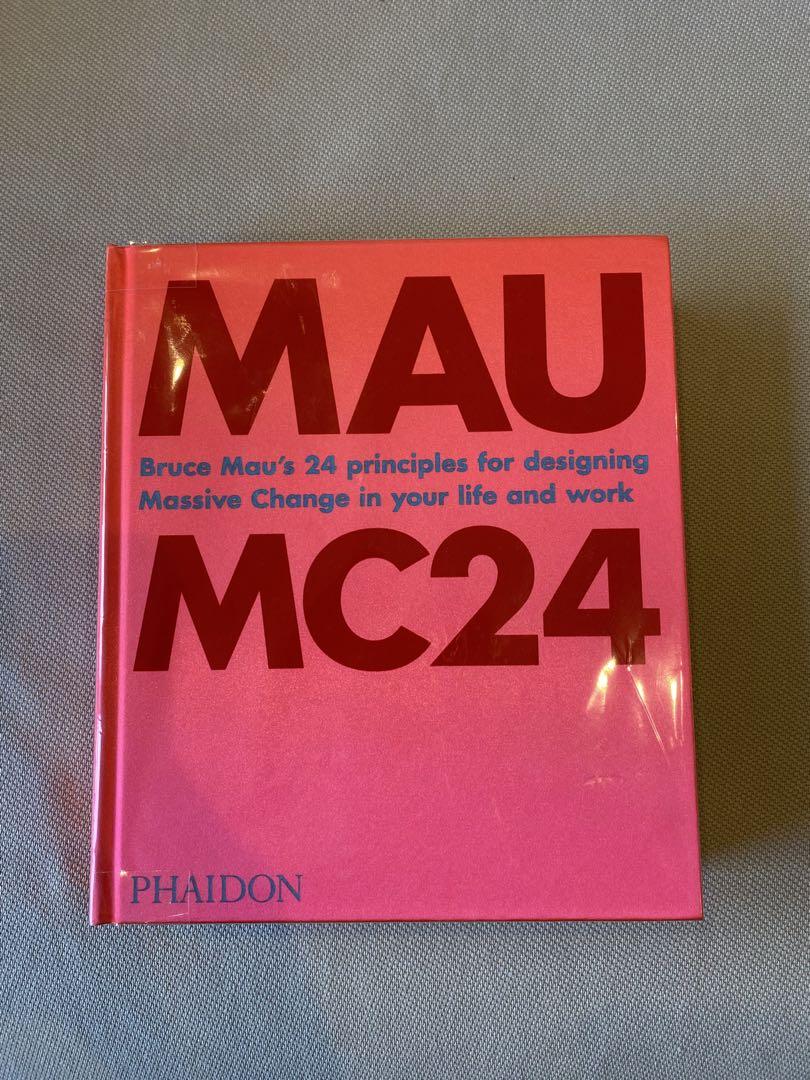 MAU
Bruce Mau's 24 principles for designing
Massive Change in your life and work
MC24
PHAIDON